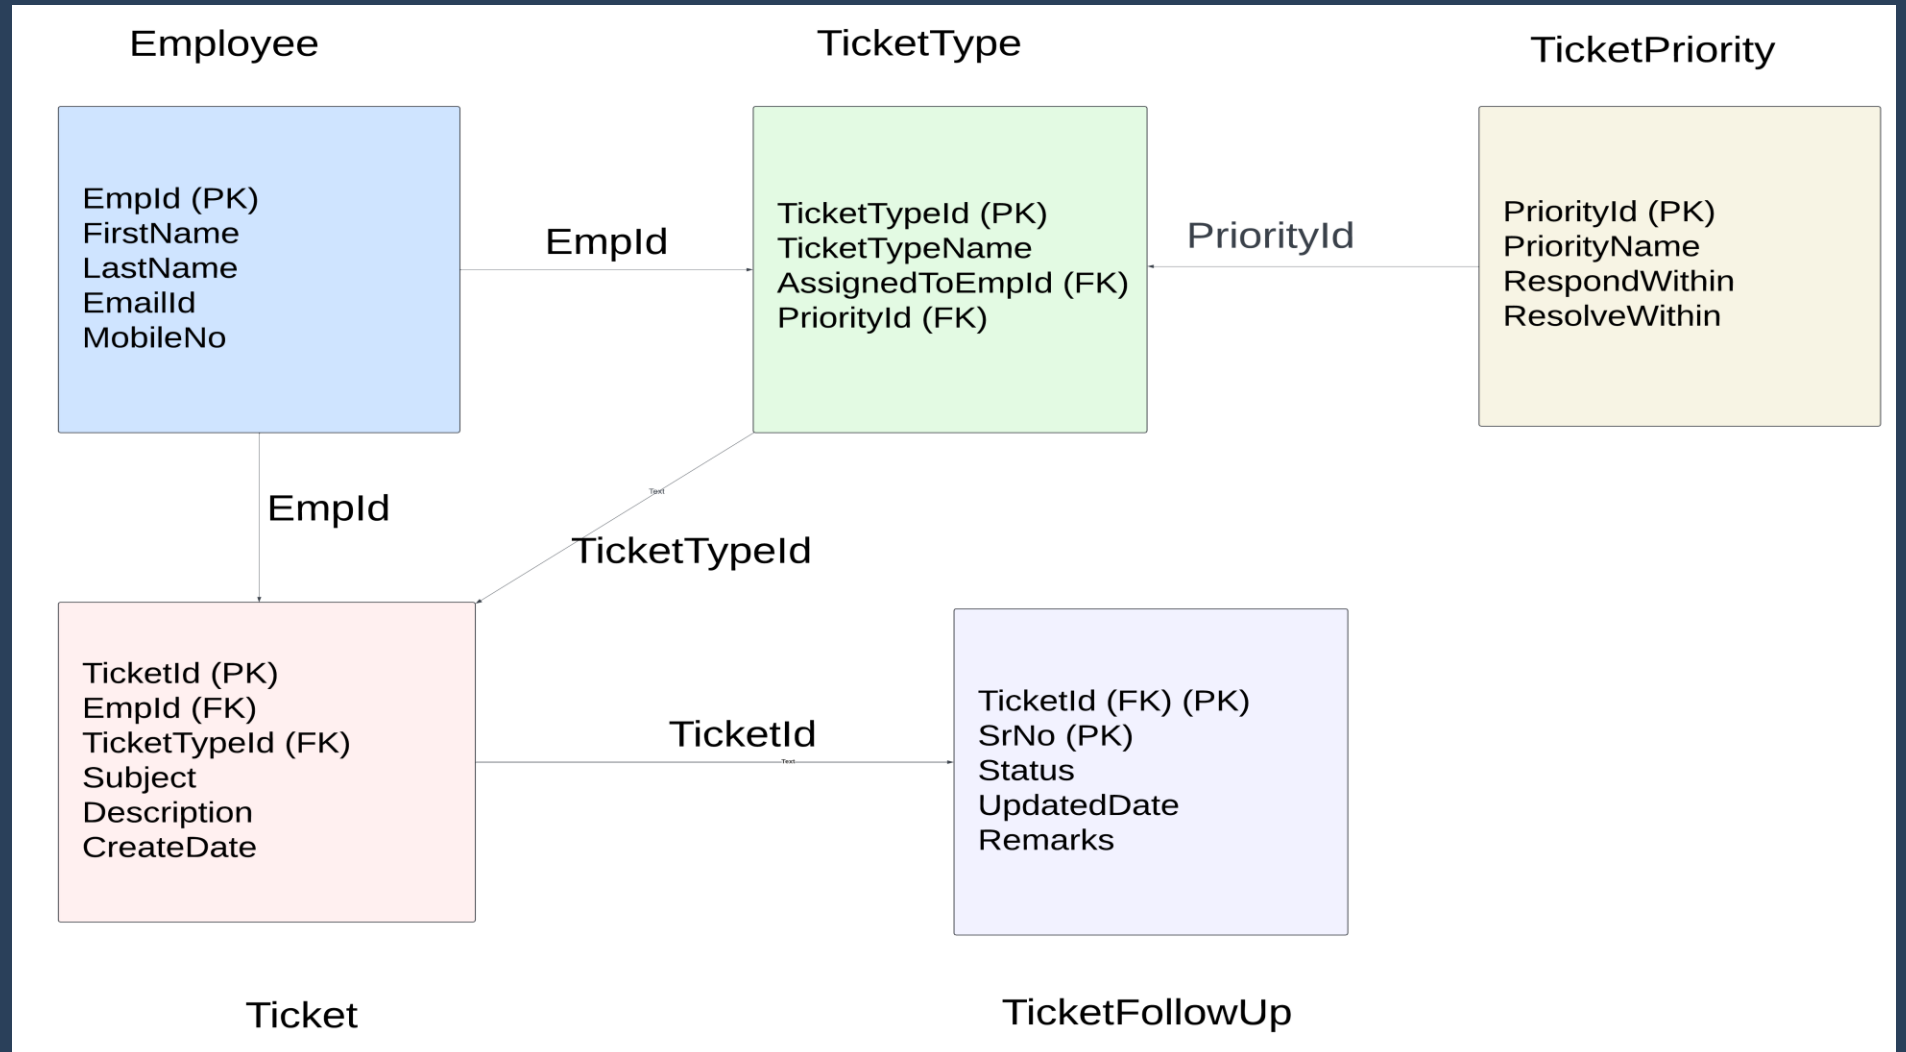 Employee
TicketType
TicketPriority
EmpId (PK)
FirstName
LastName
EmailId
MobileNo
EmpId
TicketTypeId (PK)
TicketTypeName
AssignedToEmpId (FK)
PriorityId (FK)
PriorityId
PriorityId (PK)
PriorityName
RespondWithin
ResolveWithin
EmpId
Text
TicketTypeId
TicketId (PK)
EmpId (FK)
TicketTypeId (FK)
Subject
Description
CreateDate
TicketId
Text
TicketId (FK) (PK)
SrNo (PK)
Status
UpdatedDate
Remarks
Ticket
TicketFollowUp